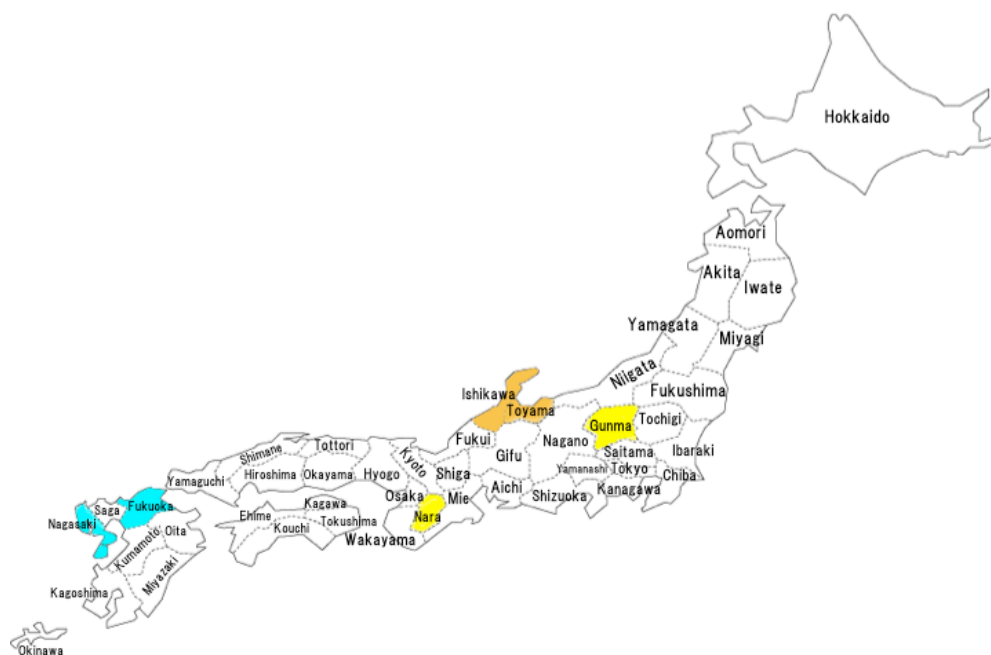 Hokkaido
Aomori
Akita
Iwate
Yamagata
Miyagi
Niigata
Fukushima
Ishikawa
Toyama
Gunma
Tochigi
Fukui
Nagano
Saitama
Ibaraki
Gifu
Yamanashi
Tokyo
Chiba
Kanagawa
Shizuoka
Aichi
Shiga
Kyoto
Mie
Osaka
Nara
Wakayama
Hyogo
Tottori
Okayama
Shimane
Hiroshima
Yamaguchi
Kagawa
Tokushima
Ehime
Kouchi
Fukuoka
Saga
Nagasaki
Oita
Kumamoto
Miyazaki
Kagoshima
Okinawa